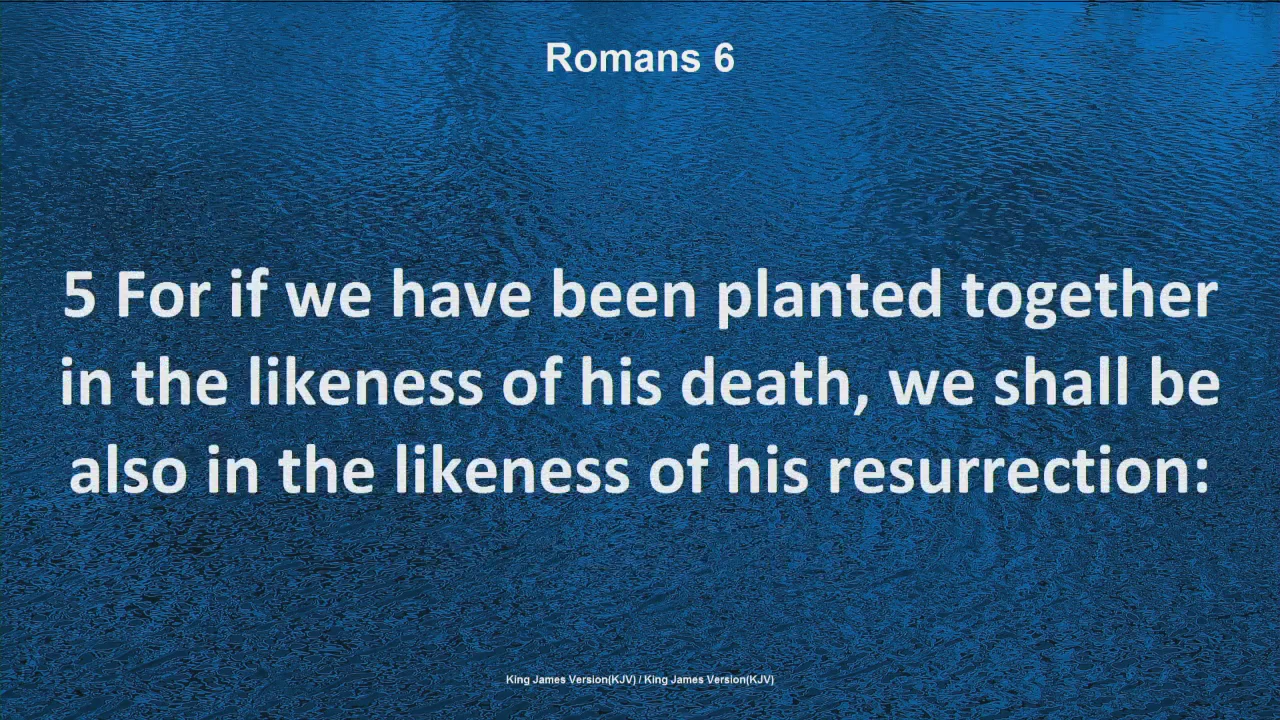 Romans 6
5 For if we have been planted together
in the likeness of his death, we shall be
also in the likeness of his resurrection:
King James Version(KJV) / King James Version(KJV)